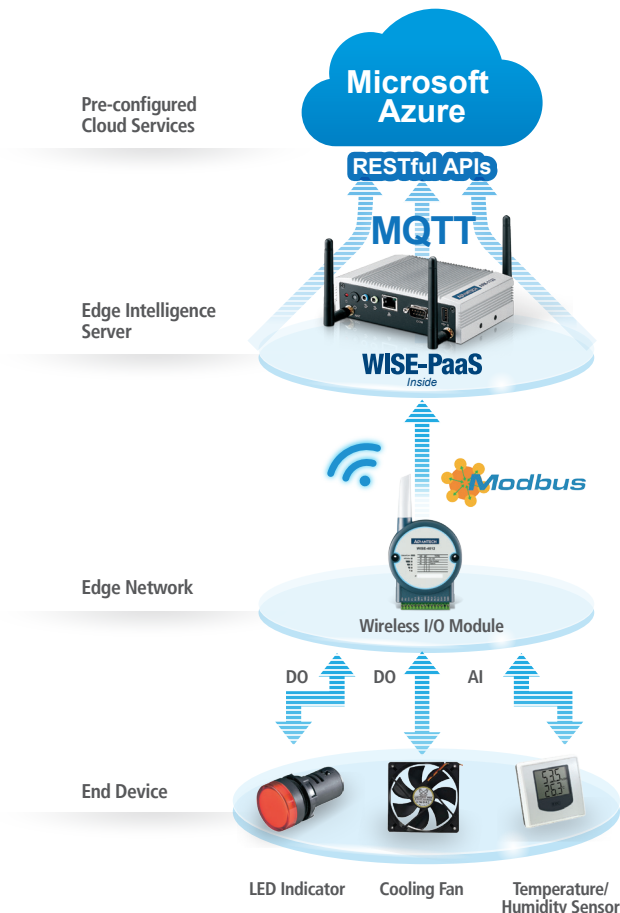 Microsoft
Azure
Pre-configured
Cloud Services
RESTful APIs
MQTT
Edge Intelligence
Server
WISE-PaaS
Inside
Modbus
ADVANTECH
Edge Network
Wireless I/O Module
DO
DO
AI
End Device
LED Indicator
Cooling Fan
Temperature/
Humidity Sensor